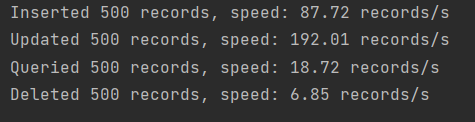 Inserted 500 records, speed: 87.72 records/s
Updated 500 records, speed: 192.01 records/s
Queried 500 records, speed: 18.72 records/s
Deleted 500 records, speed: 6.85 records/s